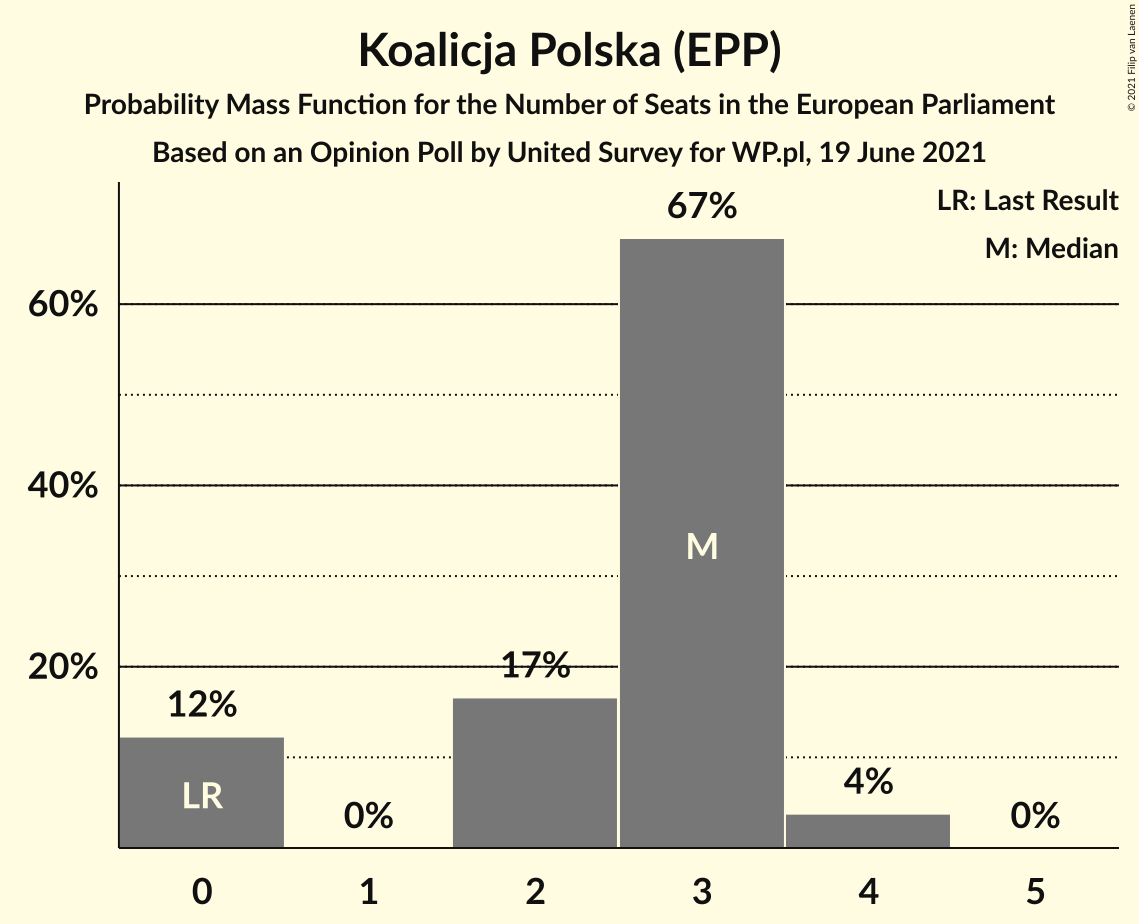 Koalicja Polska (EPP)
Probability Mass Function for the Number of Seats in the European Parliament
Based on an Opinion Poll by United Survey for WP.pl, 19 June 2021
© 2021 Filip van Laenen
LR: Last Result
M: Median
67%
60%
40%
M
20%
17%
12%
4%
LR
0%
0%
0 1 2 3 4 5